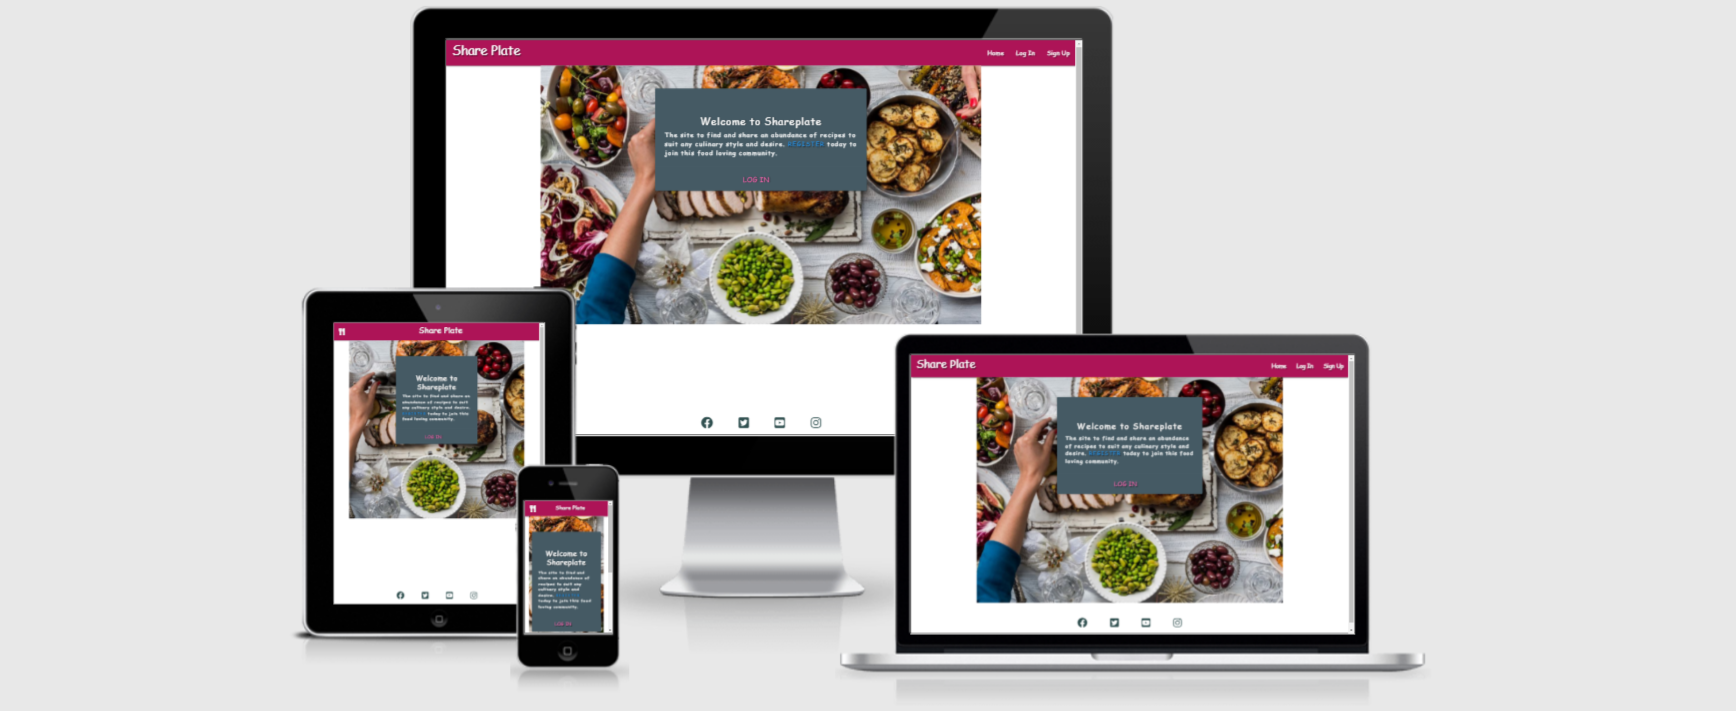 Share Plate
Home Log In Sign Up
Welcome to Shareplate
The site to find and share an abundance of recipes to
suit any culinary style and desire, REGISTER today to
join this food loving community.
LOG IN
Share Plate
Welcome to
Shareplate
The site to find and share an
abundance of recipes to suit
any culinary style and desire,
today to join this
food loving community.
LOG IN
Share Plate
Welcome to
Shareplate
The site to find and
share an abundance of
recipes to suit any
culinary style and
desire,
today to join this food
loving community.
LOG IN
Share Plate
Home Log In Sign Up
Welcome to Shareplate
The site to find and share an abundance
of recipes to suit any culinary style and
desire, REGISTER today to join this food
loving community.
LOG IN